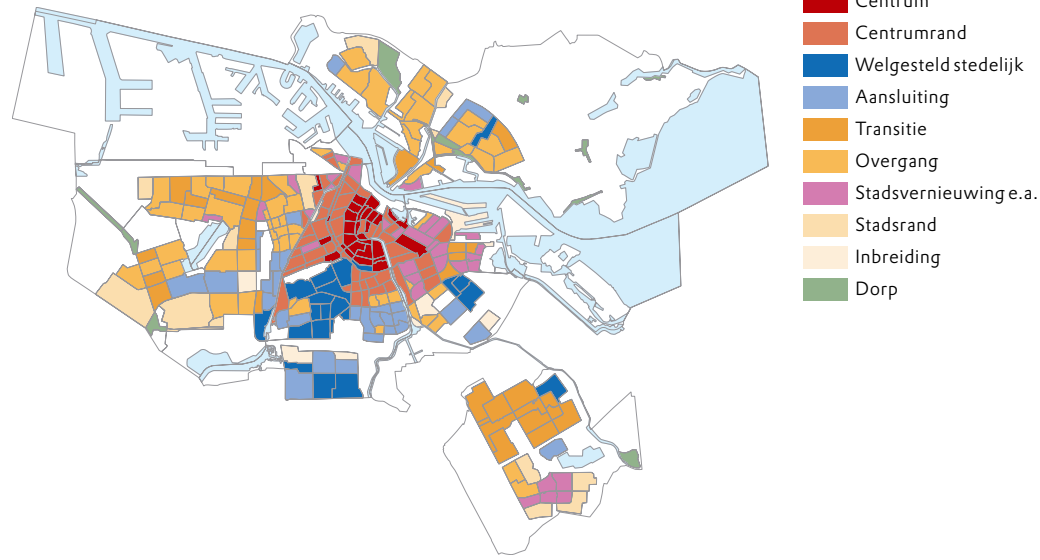 Centrum
Centrumrand
Welgesteld stedelijk
Aansluiting
Transitie
Overgang
Stadsvernieuwing e.a.
Stadsrand
Inbreiding
Dorp